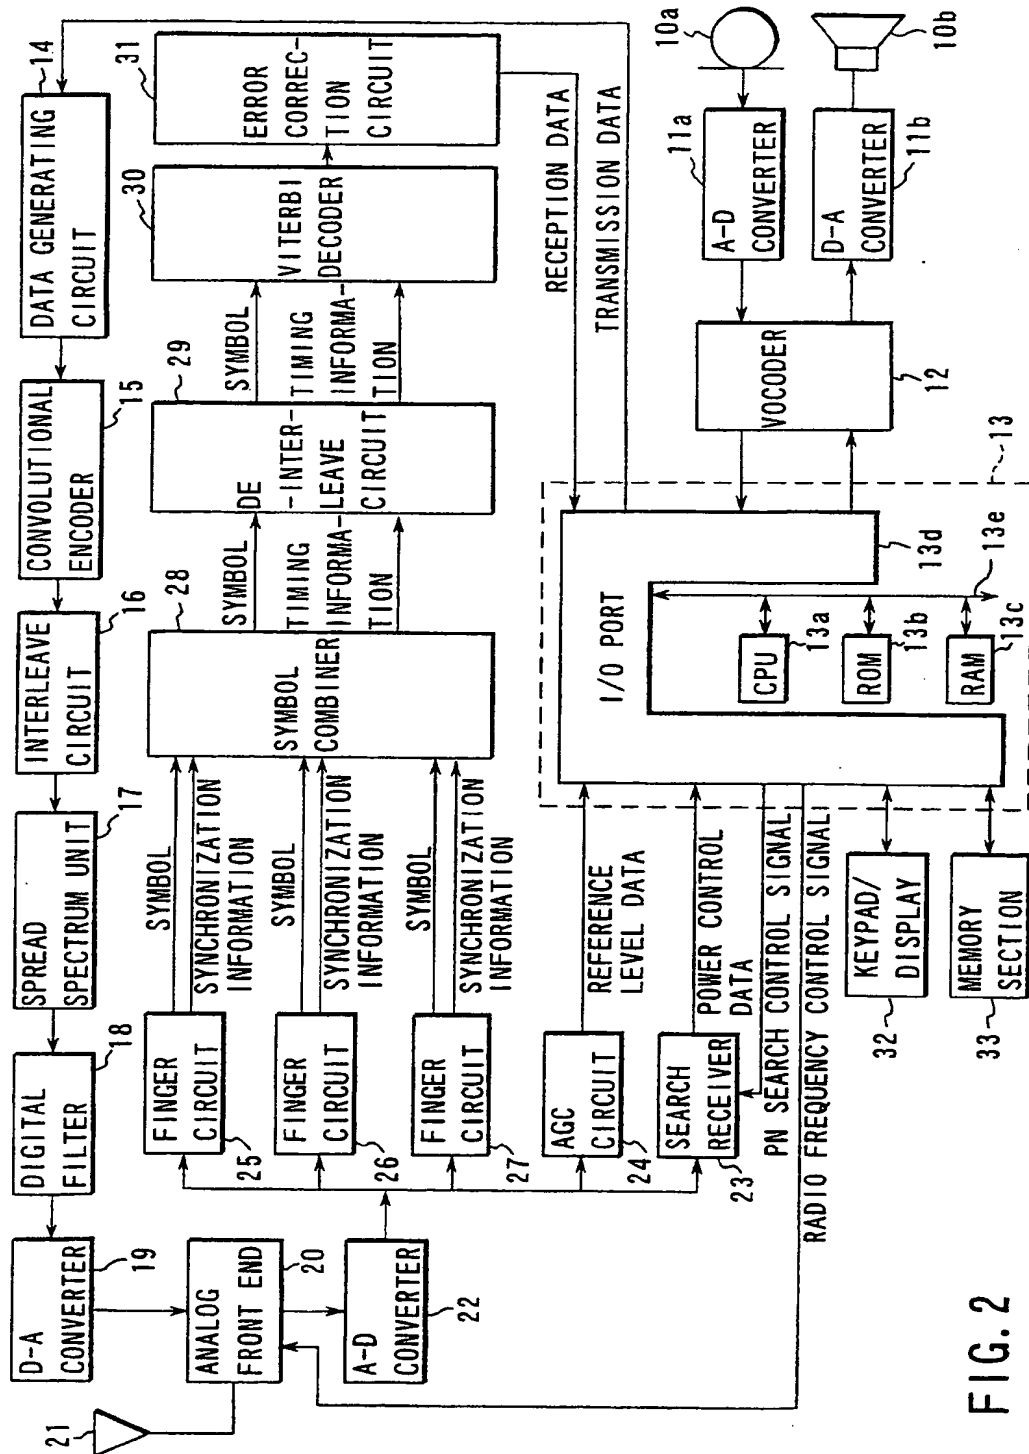 21
D-A
CONVERTER
19
DIGITAL
FILTER
18
SPREAD
SPECTRUM UNIT
17
INTERLEAVE
CIRCUIT
16
CONVOLUTIONAL
ENCODER
15
DATA GENERATING
CIRCUIT
14
ANALOG
FRONT END
20
A-D
CONVERTER
22
FINGER
CIRCUIT
25
SYMBOL
SYNCHRONIZATION
INFORMATION
FINGER
CIRCUIT
26
SYMBOL
SYNCHRONIZATION
INFORMATION
FINGER
CIRCUIT
27
SYMBOL
SYNCHRONIZATION
INFORMATION
SYMBOL
COMBINER
28
SYMBOL
TIMING
INFORMA-
TION
DE
-INTER-
LEAVE
CIRCUIT
29
SYMBOL
TIMING
INFORMA-
TION
VITERBI
DECODER
30
ERROR
CORREC-
TION
CIRCUIT
31
AGC
CIRCUIT
24
REFERENCE
LEVEL DATA
SEARCH
RECEIVER
23
POWER CONTROL
DATA
PN SEARCH CONTROL SIGNAL
RADIO FREQUENCY CONTROL SIGNAL
RECEPTION DATA
TRANSMISSION DATA
I/O PORT
13d
CPU
13a
ROM
13b
RAM
13c
13e
13
VOCODER
12
A-D
CONVERTER
11a
10a
D-A
CONVERTER
11b
10b
KEYPAD/
DISPLAY
32
MEMORY
SECTION
33
FIG. 2